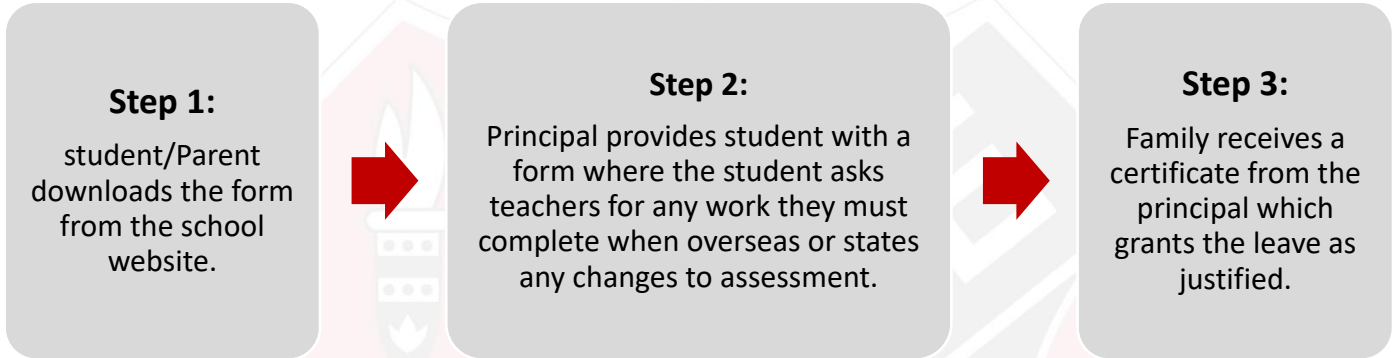 Step 1:
student/Parent
downloads the form
from the school
website.
Step 2:
Principal provides student with a
form where the student asks
teachers for any work they must
complete when overseas or states
any changes to assessment.
Step 3:
Family receives a
certificate from the
principal which
grants the leave as
justified.